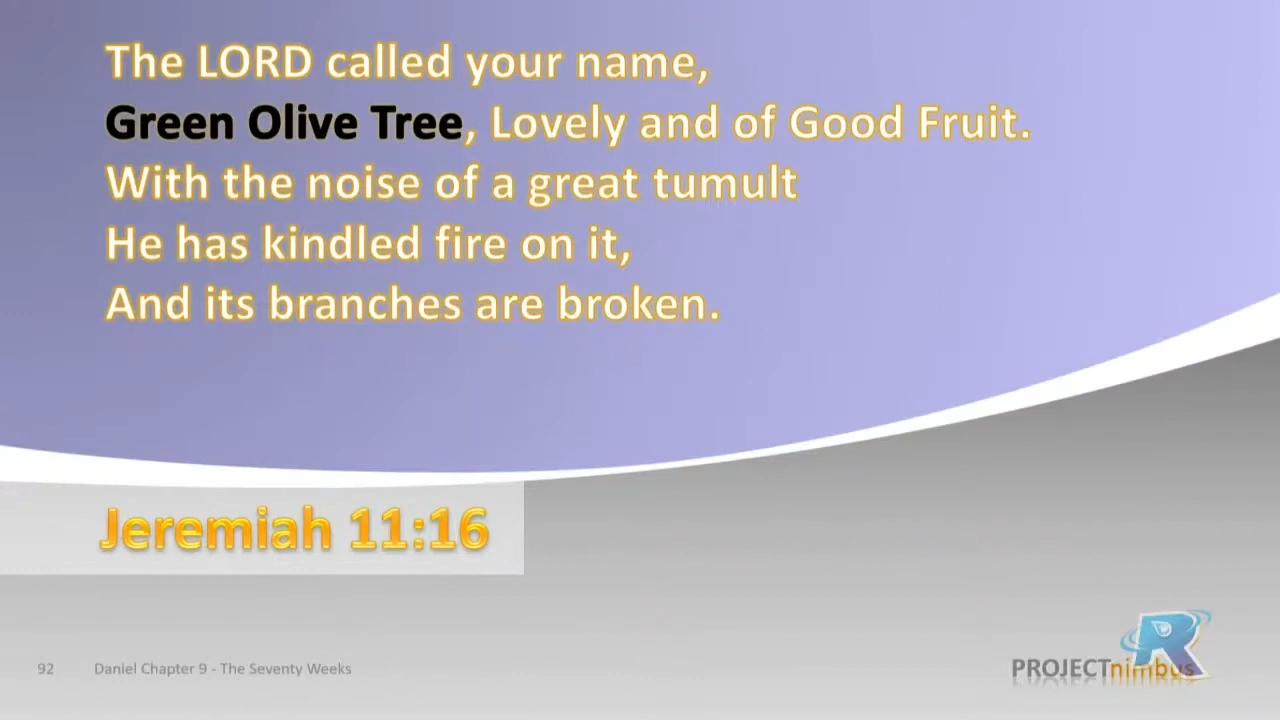 The LORD called your name,
Green Olive Tree, Lovely and of Good Fruit.
With the noise of a great tumult
He has kindled fire on it,
And its branches are broken.
Jeremiah 11:16
92 Daniel Chapter 9 - The Seventy Weeks
R
PROJECTnimbus